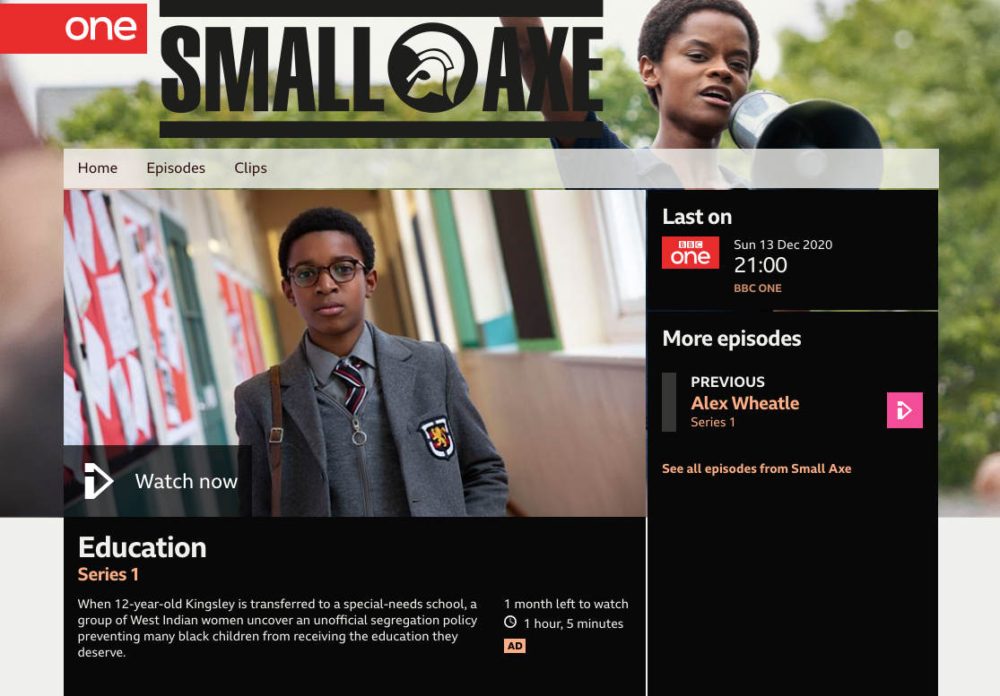 one
SMALL AXE
Home Episodes Clips
Watch now
Education
Series 1
When 12-year-old Kingsley is transferred to a special-needs school, a
group of West Indian women uncover an unofficial segregation policy
preventing many black children from receiving the education they
deserve.
1 month left to watch
1 hour, 5 minutes
AD
Last on
BBC
one
Sun 13 Dec 2020
21:00
BBC ONE
More episodes
PREVIOUS
Alex Wheatle
Series 1
See all episodes from Small Axe